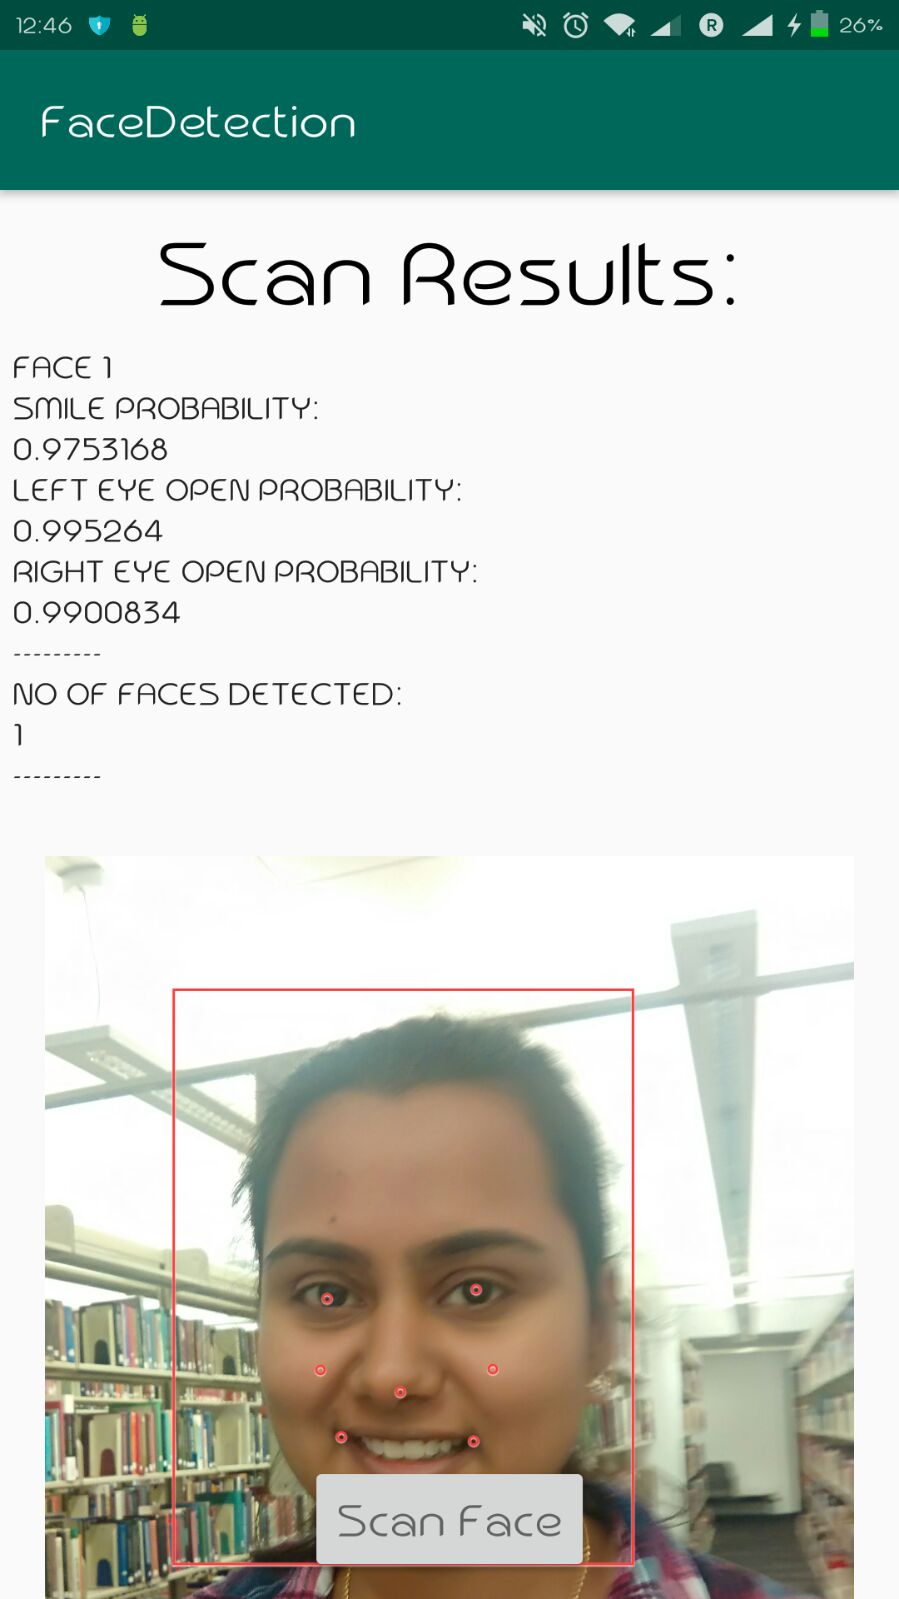 12:46 R 26%
FaceDetection
Scan Results:
FACE 1
SMILE PROBABILITY:
0.9753168
LEFT EYE OPEN PROBABILITY:
0.995264
RIGHT EYE OPEN PROBABILITY:
0.9900834
---------
NO OF FACES DETECTED:
1
---------
Scan Face